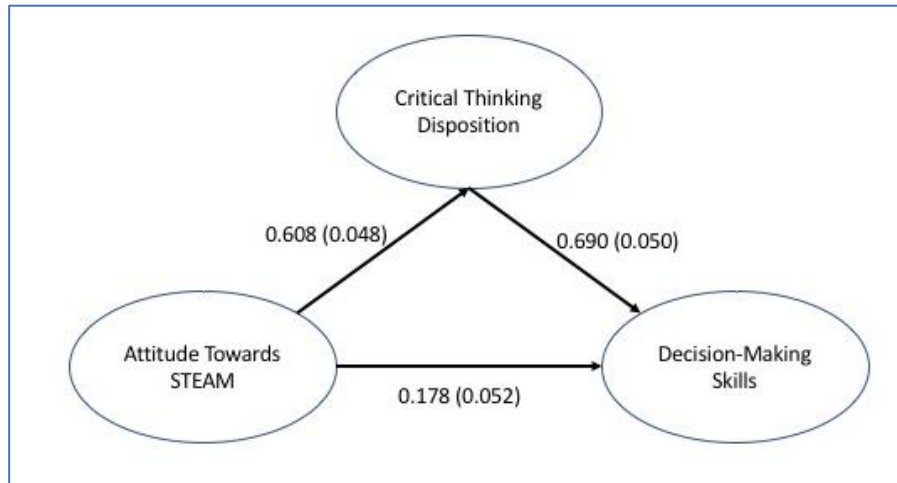 Critical Thinking
Disposition
0.608 (0.048)
0.690 (0.050)
Attitude Towards
STEAM
Decision-Making
Skills
0.178 (0.052)